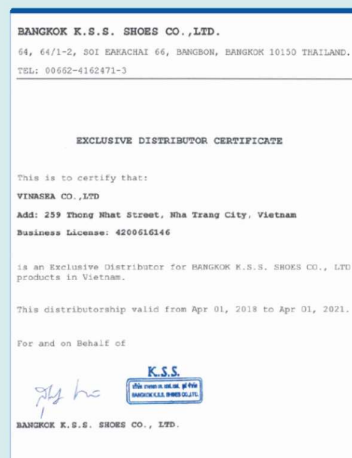 BANGKOK K.S.S. SHOES CO.,LTD.
64, 64/1-2, SOI EAKACHAI 66, BANGBON, BANGKOK 10150 THAILAND.
TEL: 00662-4162471-3
EXCLUSIVE DISTRIBUTOR CERTIFICATE
This is to certify that:
VINASEA CO.,LTD
Add: 259 Thong Nhat Street, Nha Trang City, Vietnam
Business License: 4200616146
is an Exclusive Distributor for BANGKOK K.S.S. SHOES CO., LTD
products in Vietnam.
This distributorship valid from Apr 01, 2018 to Apr 01, 2021.
For and on Behalf of
K.S.S.
BANGKOK K.S.S. SHOES CO.,LTD.
BANGKOK K.S.S. SHOES CO., LTD.